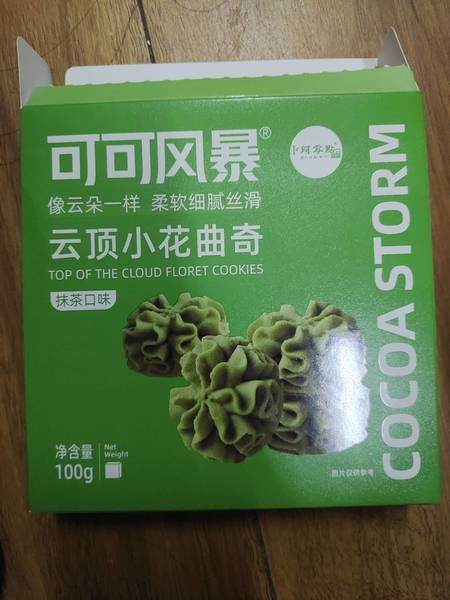 可可风暴®
像云朵一样 柔软细腻丝滑
云顶小花曲奇
TOP OF THE CLOUD FLORET COOKIES
抹茶口味
净含量
100g
Net
Weight
COCOA STORM
图片仅供参考